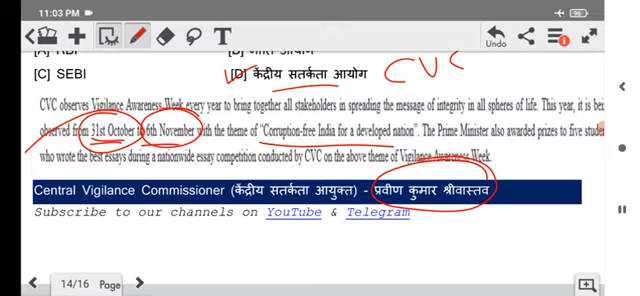 11:03 PM
96
Undo
[C] SEBI
[D] केंद्रीय सतर्कता आयोग
CVC
CVC observes Vigilance Awareness Week every year to bring together all stakeholders in spreading the message of integrity in all spheres of life. This year, it is bei
observed from 31st October to 6th November with the theme of “Corruption-free India for a developed nation”. The Prime Minister also awarded prizes to five studen
who wrote the best essays during a nationwide essay competition conducted by CVC on the above theme of Vigilance Awareness Week.
Central Vigilance Commissioner (केंद्रीय सतर्कता आयुक्त) - प्रवीण कुमार श्रीवास्तव
Subscribe to our channels on YouTube & Telegram
14/16 Page